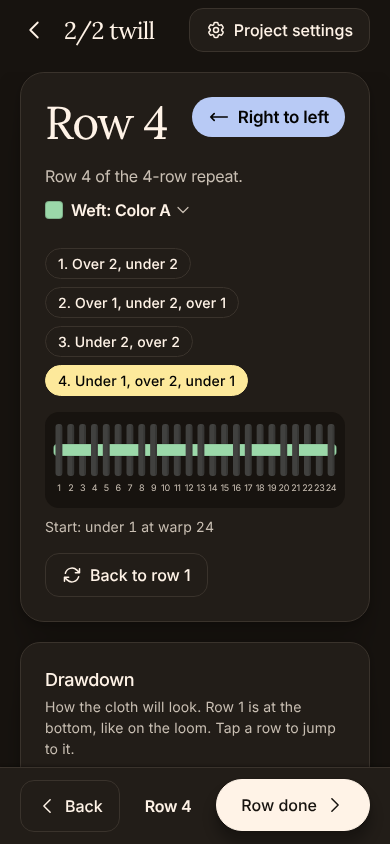 2/2 twill
Project settings
Row 4
Right to left
Row 4 of the 4-row repeat.
Weft: Color A
1. Over 2, under 2
2. Over 1, under 2, over 1
3. Under 2, over 2
4. Under 1, over 2, under 1
1 2 3 4 5 6 7 8 9 10 11 12 13 14 15 16 17 18 19 20 21 22 23 24
Start: under 1 at warp 24
Back to row 1
Drawdown
How the cloth will look. Row 1 is at the
bottom, like on the loom. Tap a row to jump
to it.
Back
Row 4
Row done